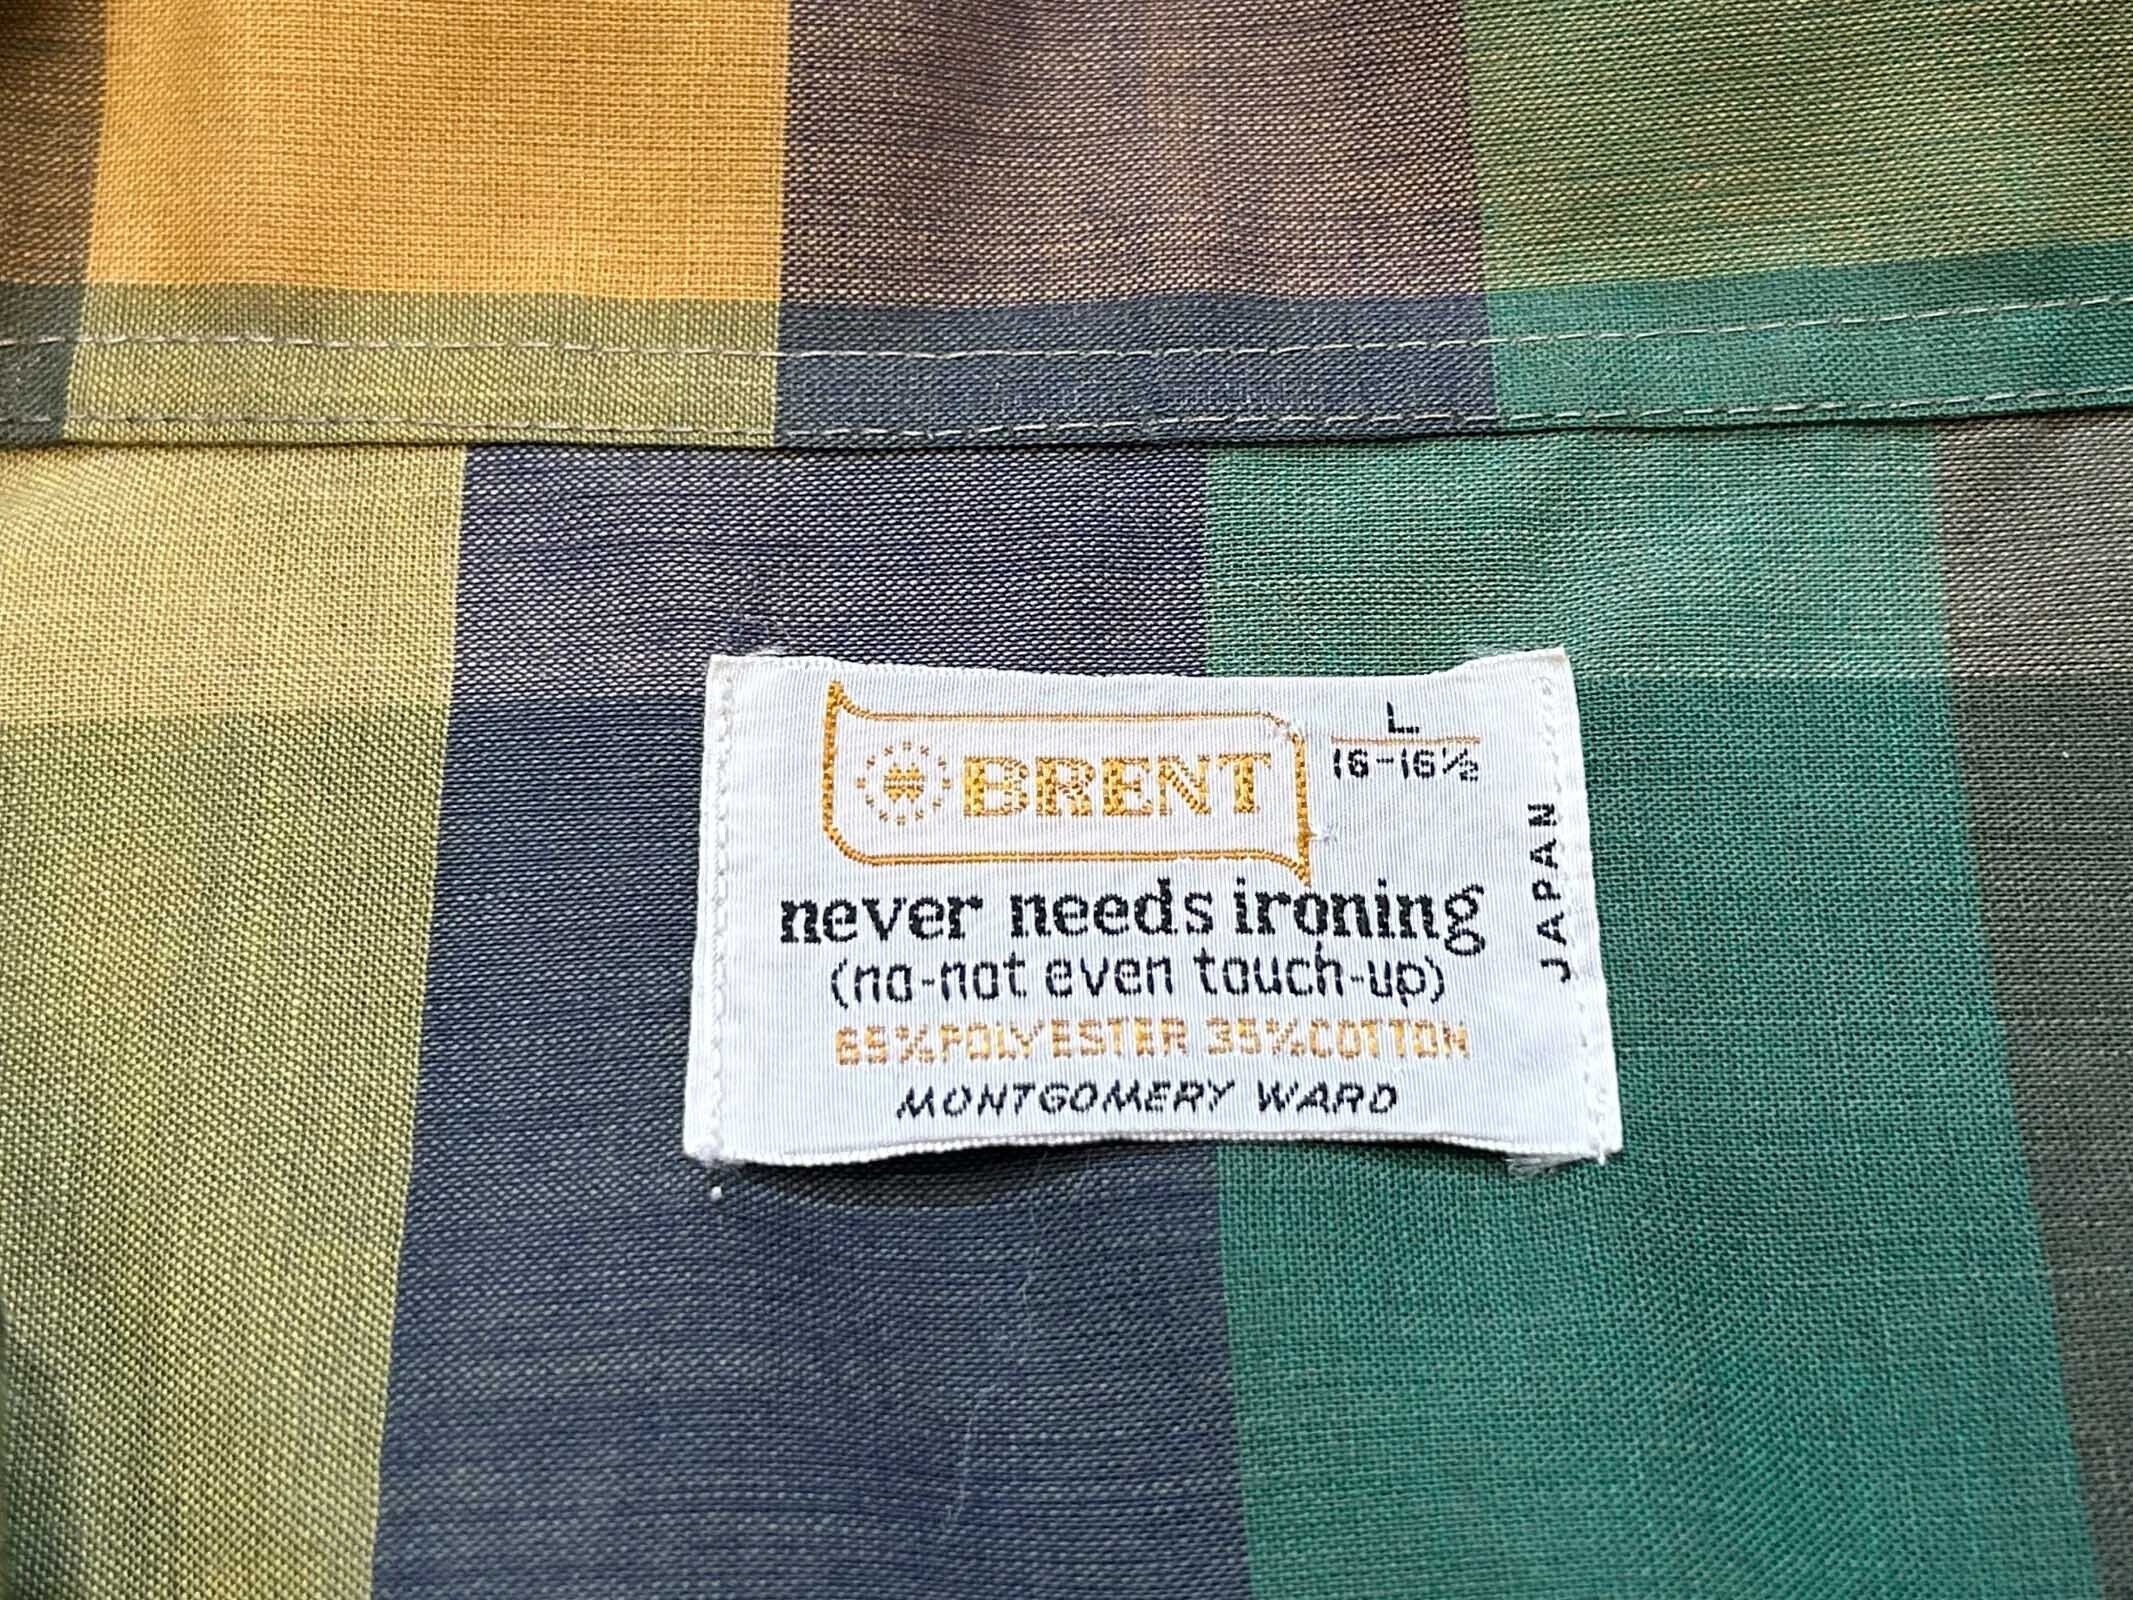 BRENT
L
16-16½
never needs ironing
(no-not even touch-up)
65% POLYESTER 35% COTTON
MONTGOMERY WARD
JAPAN